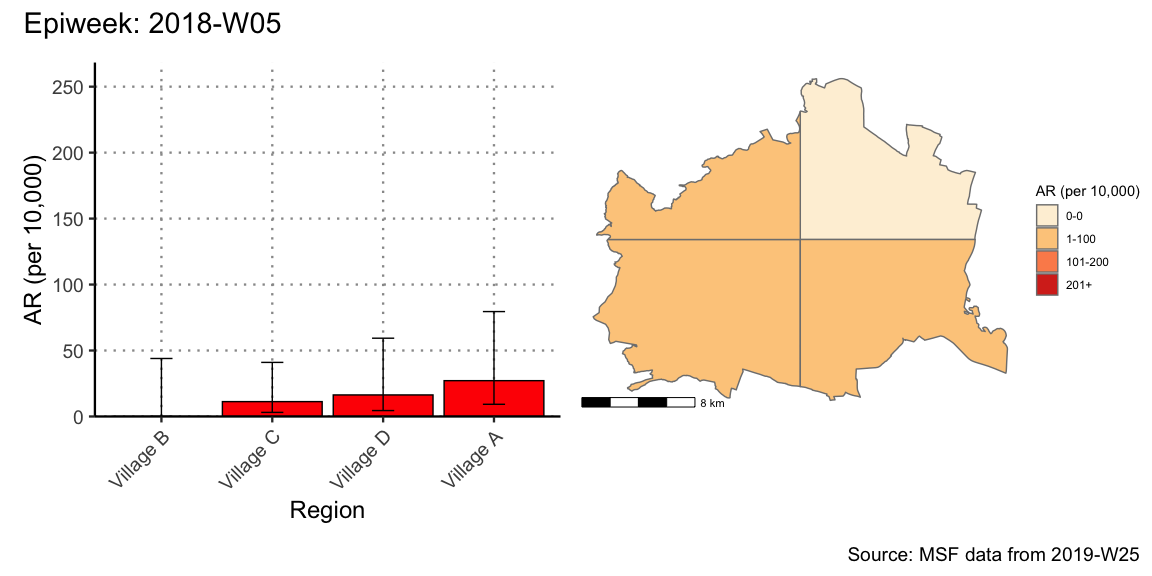 Epiweek: 2018-W05
AR (per 10,000)
250
200
150
100
50
0
Village B
Village C
Village D
Village A
Region
8 km
AR (per 10,000)
0-0
1-100
101-200
201+
Source: MSF data from 2019-W25